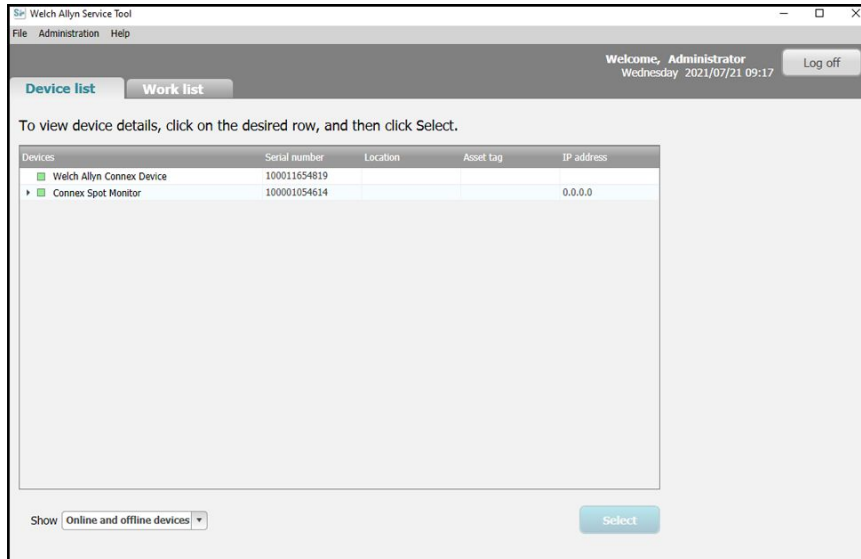 Welch Allyn Service Tool
File Administration Help
Welcome, Administrator
Wednesday 2021/07/21 09:17
Log off
Device list Work list
To view device details, click on the desired row, and then click Select.
Devices Serial number Location Asset tag IP address
Welch Allyn Connex Device 100011654819
Connex Spot Monitor 100001054614 0.0.0.0
Show Online and offline devices Select